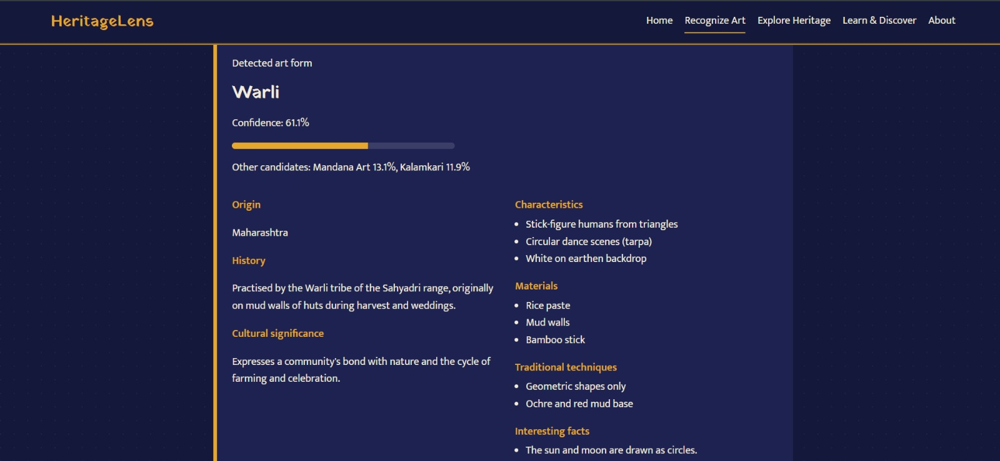 HeritageLens
Home Recognize Art Explore Heritage Learn & Discover About
Detected art form
Warli
Confidence: 61.1%
Other candidates: Mandana Art 13.1%, Kalamkari 11.9%
Origin
Maharashtra
History
Practised by the Warli tribe of the Sahyadri range, originally
on mud walls of huts during harvest and weddings.
Cultural significance
Expresses a community's bond with nature and the cycle of
farming and celebration.
Characteristics
Stick-figure humans from triangles
Circular dance scenes (tarpa)
White on earthen backdrop
Materials
Rice paste
Mud walls
Bamboo stick
Traditional techniques
Geometric shapes only
Ochre and red mud base
Interesting facts
The sun and moon are drawn as circles.